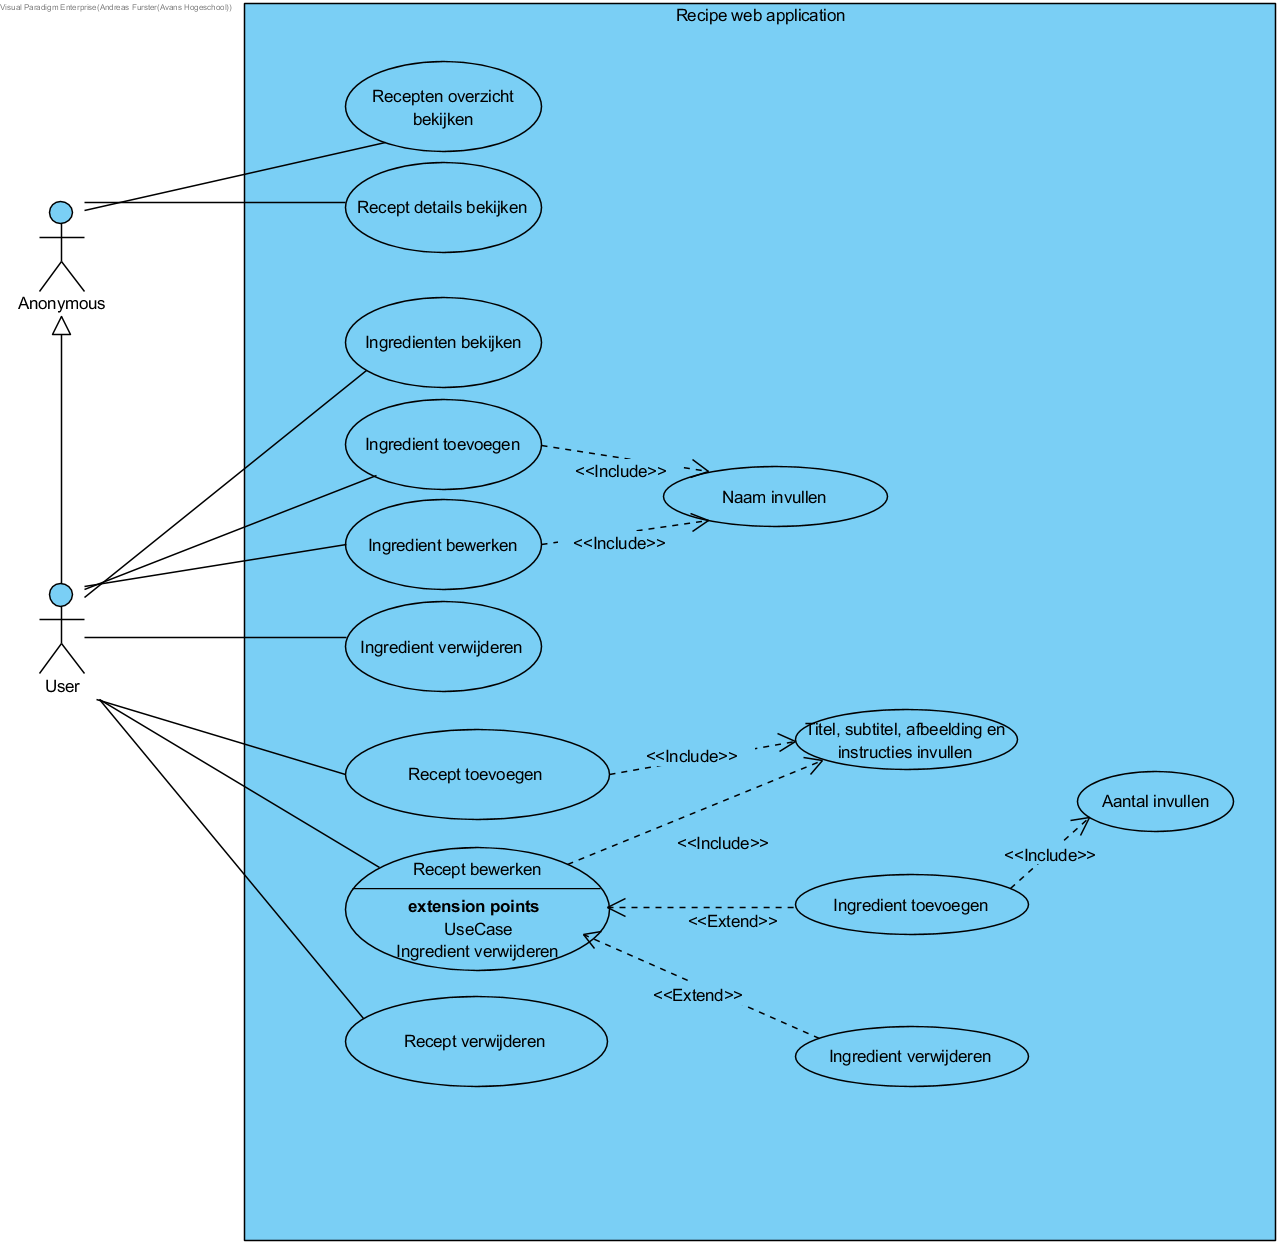 Visual Paradigm Enterprise(Andreas Furster(Avans Hogeschool))
Recipe web application
Recepten overzicht
bekijken
Recept details bekijken
Anonymous
Ingredienten bekijken
Ingredient toevoegen
<<Include>>
Naam invullen
Ingredient bewerken
<<Include>>
Ingredient verwijderen
User
Titel, subtitel, afbeelding en
instructies invullen
<<Include>>
Recept toevoegen
Aantal invullen
<<Include>>
<<Include>>
Recept bewerken
extension points
UseCase
Ingredient verwijderen
Ingredient toevoegen
<<Extend>>
<<Extend>>
Recept verwijderen
Ingredient verwijderen